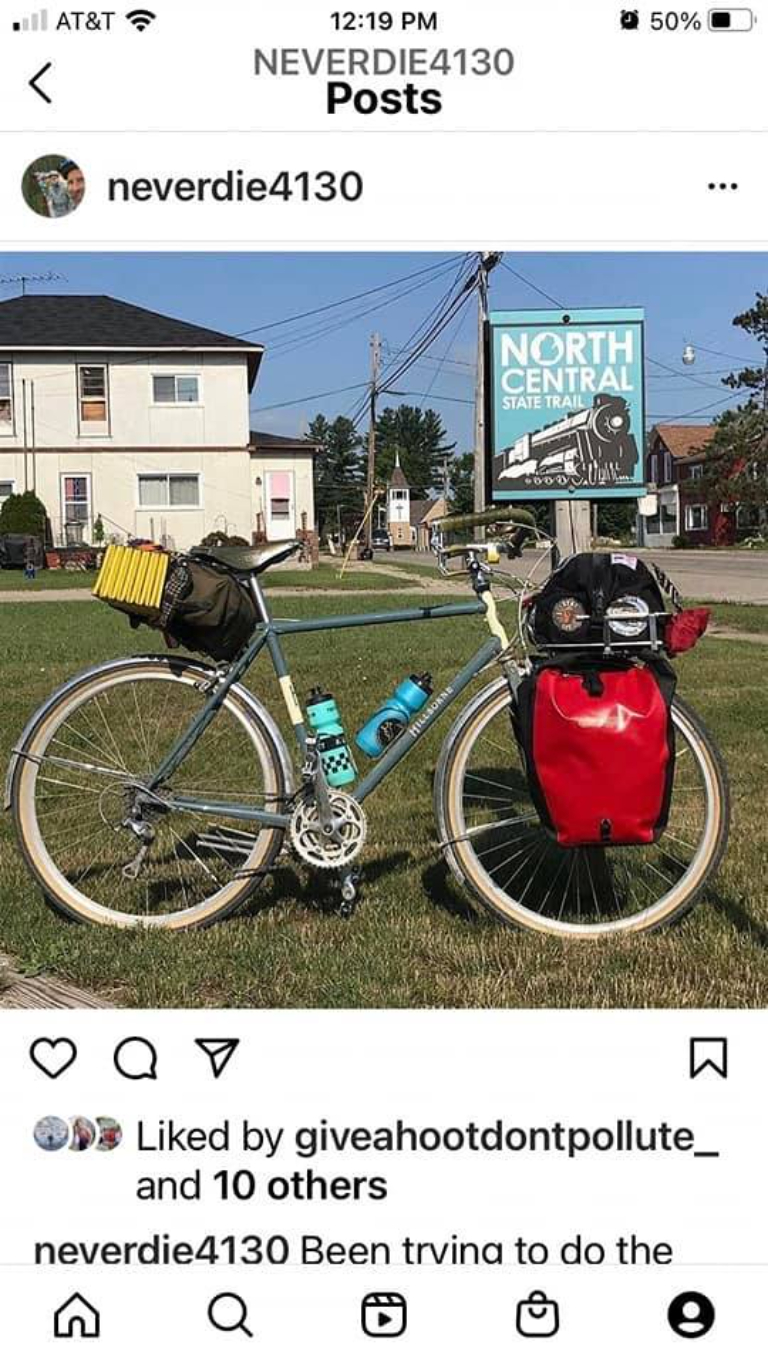 AT&T
12:19 PM
50%
NEVERDIE4130
Posts
neverdie4130
NORTH
CENTRAL
STATE TRAIL
HILLBORNE
Liked by giveahootdontpollute_
and 10 others
neverdie4130 Been trying to do the